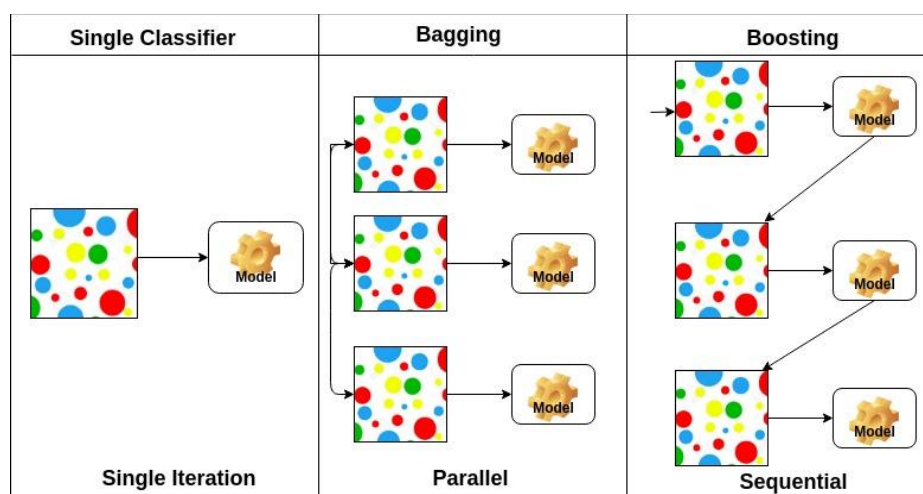 Single Classifier
Bagging
Boosting
Model
Model
Model
Model
Model
Model
Model
Single Iteration
Parallel
Sequential